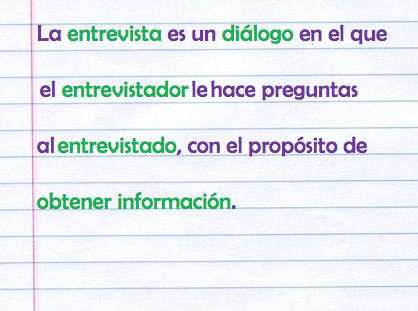 La entrevista es un diálogo en el que
el entrevistador le hace preguntas
al entrevistado, con el propósito de
obtener información.